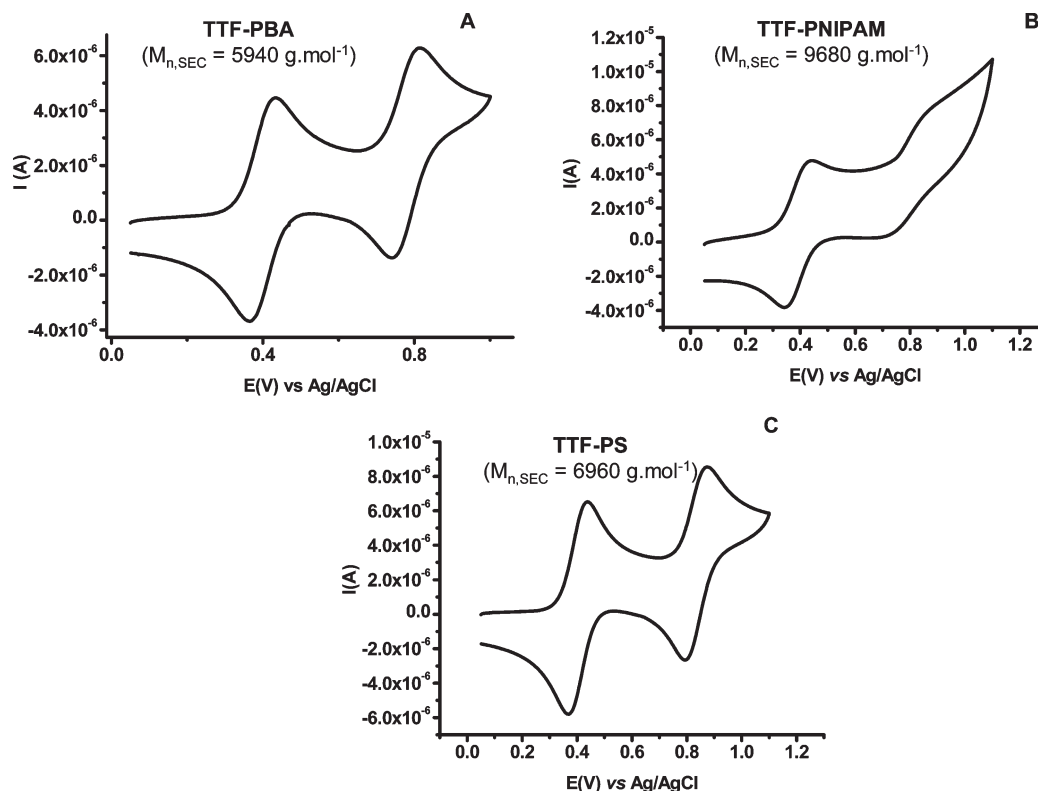 A
TTF-PBA
(Mn,SEC = 5940 g.mol-1)
6.0x10-6
4.0x10-6
2.0x10-6
0.0
-2.0x10-6
-4.0x10-6
I (A)
0.0 0.4 0.8
E(V) vs Ag/AgCl
B
TTF-PNIPAM
(Mn,SEC = 9680 g.mol-1)
1.2x10-5
1.0x10-5
8.0x10-6
6.0x10-6
4.0x10-6
2.0x10-6
0.0
-2.0x10-6
-4.0x10-6
I(A)
0.0 0.2 0.4 0.6 0.8 1.0 1.2
E(V) vs Ag/AgCl
C
TTF-PS
(Mn,SEC = 6960 g.mol-1)
1.0x10-5
8.0x10-6
6.0x10-6
4.0x10-6
2.0x10-6
0.0
-2.0x10-6
-4.0x10-6
-6.0x10-6
I(A)
0.0 0.2 0.4 0.6 0.8 1.0 1.2
E(V) vs Ag/AgCl